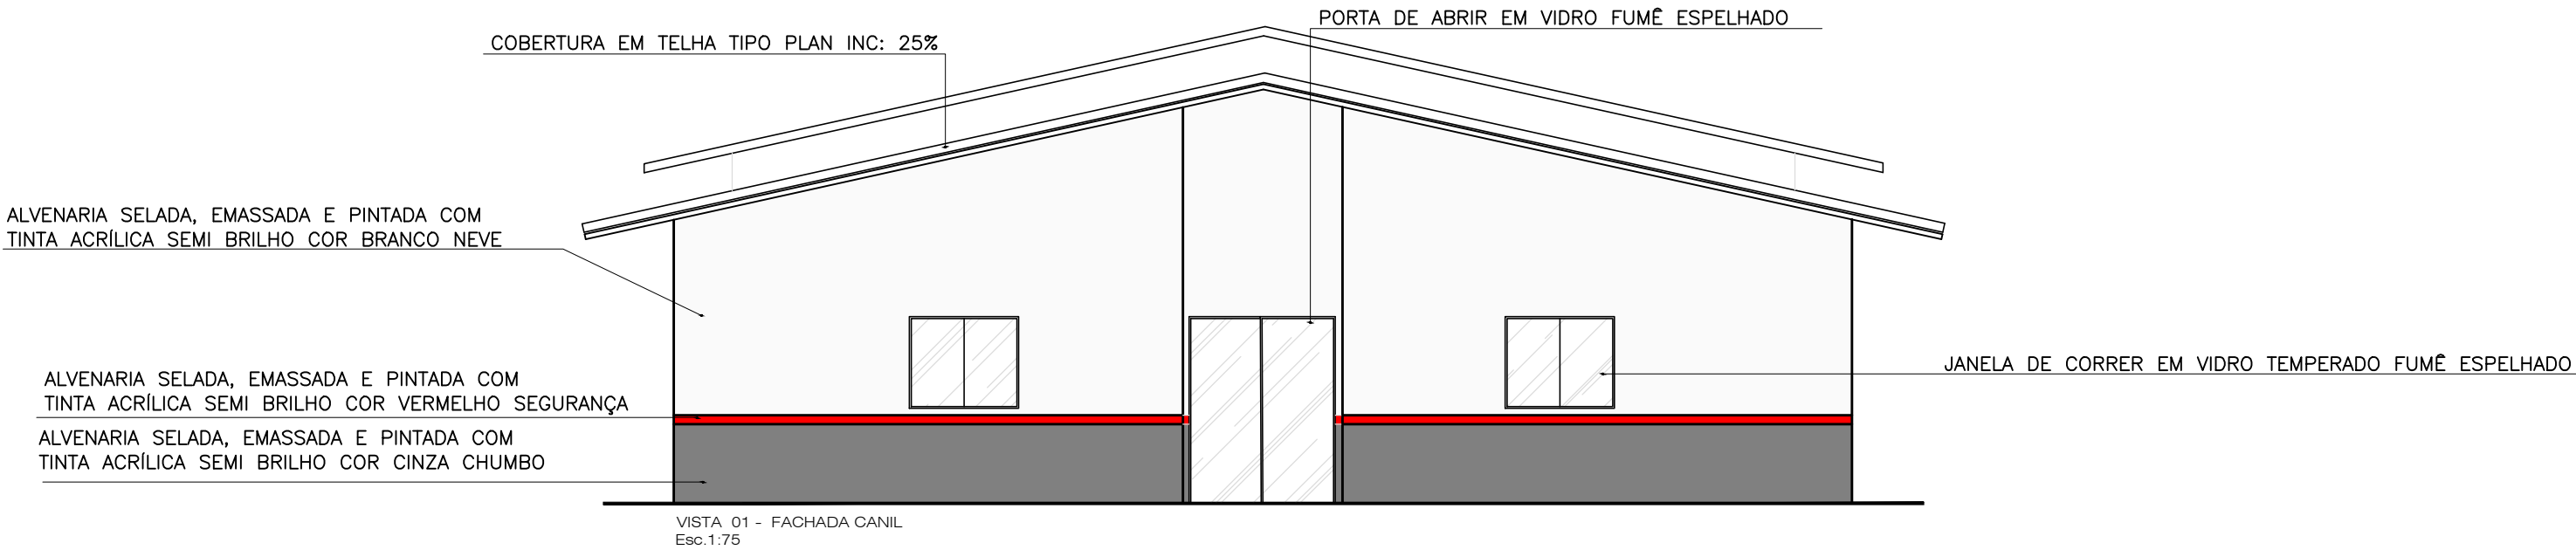 PORTA DE ABRIR EM VIDRO FUMÊ ESPELHADO
COBERTURA EM TELHA TIPO PLAN INC: 25%
ALVENARIA SELADA, EMASSADA E PINTADA COM
TINTA ACRÍLICA SEMI BRILHO COR BRANCO NEVE
JANELA DE CORRER EM VIDRO TEMPERADO FUMÊ ESPELHADO
ALVENARIA SELADA, EMASSADA E PINTADA COM
TINTA ACRÍLICA SEMI BRILHO COR VERMELHO SEGURANÇA
ALVENARIA SELADA, EMASSADA E PINTADA COM
TINTA ACRÍLICA SEMI BRILHO COR CINZA CHUMBO
VISTA 01 - FACHADA CANIL
Esc.1:75